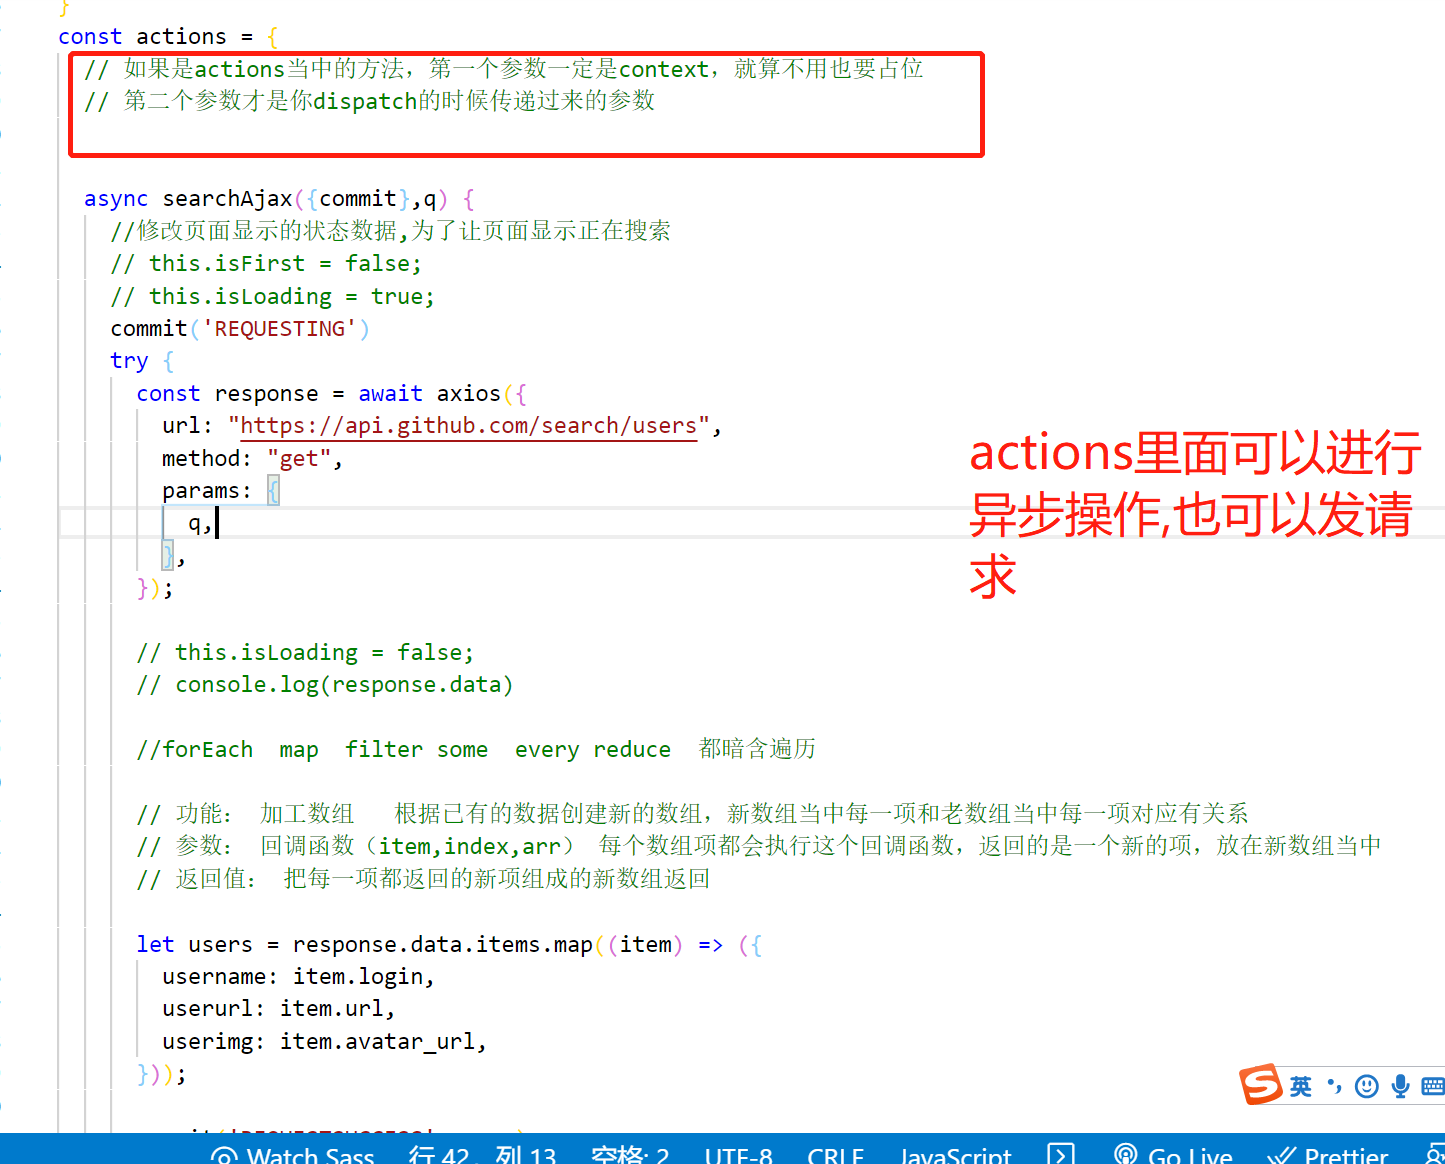 }
const actions = {
// 如果是actions当中的方法，第一个参数一定是context，就算不用也要占位
// 第二个参数才是你dispatch的时候传递过来的参数
async searchAjax({commit},q) {
//修改页面显示的状态数据,为了让页面显示正在搜索
// this.isFirst = false;
// this.isLoading = true;
commit('REQUESTING')
try {
const response = await axios({
url: "https://api.github.com/search/users",
method: "get",
params: {
q,
},
});
actions里面可以进行
异步操作,也可以发请
求
// this.isLoading = false;
// console.log(response.data)
//forEach  map  filter some  every reduce  都暗含遍历
// 功能： 加工数组   根据已有的数据创建新的数组，新数组当中每一项和老数组当中每一项对应有关系
// 参数： 回调函数（item,index,arr） 每个数组项都会执行这个回调函数，返回的是一个新的项，放在新数组当中
// 返回值： 把每一项都返回的新项组成的新数组返回
let users = response.data.items.map((item) => ({
username: item.login,
userurl: item.url,
userimg: item.avatar_url,
}));
英
Watch Sass 行 42，列 13 空格: 2 UTF-8 CRLF JavaScript Go Live Prettier